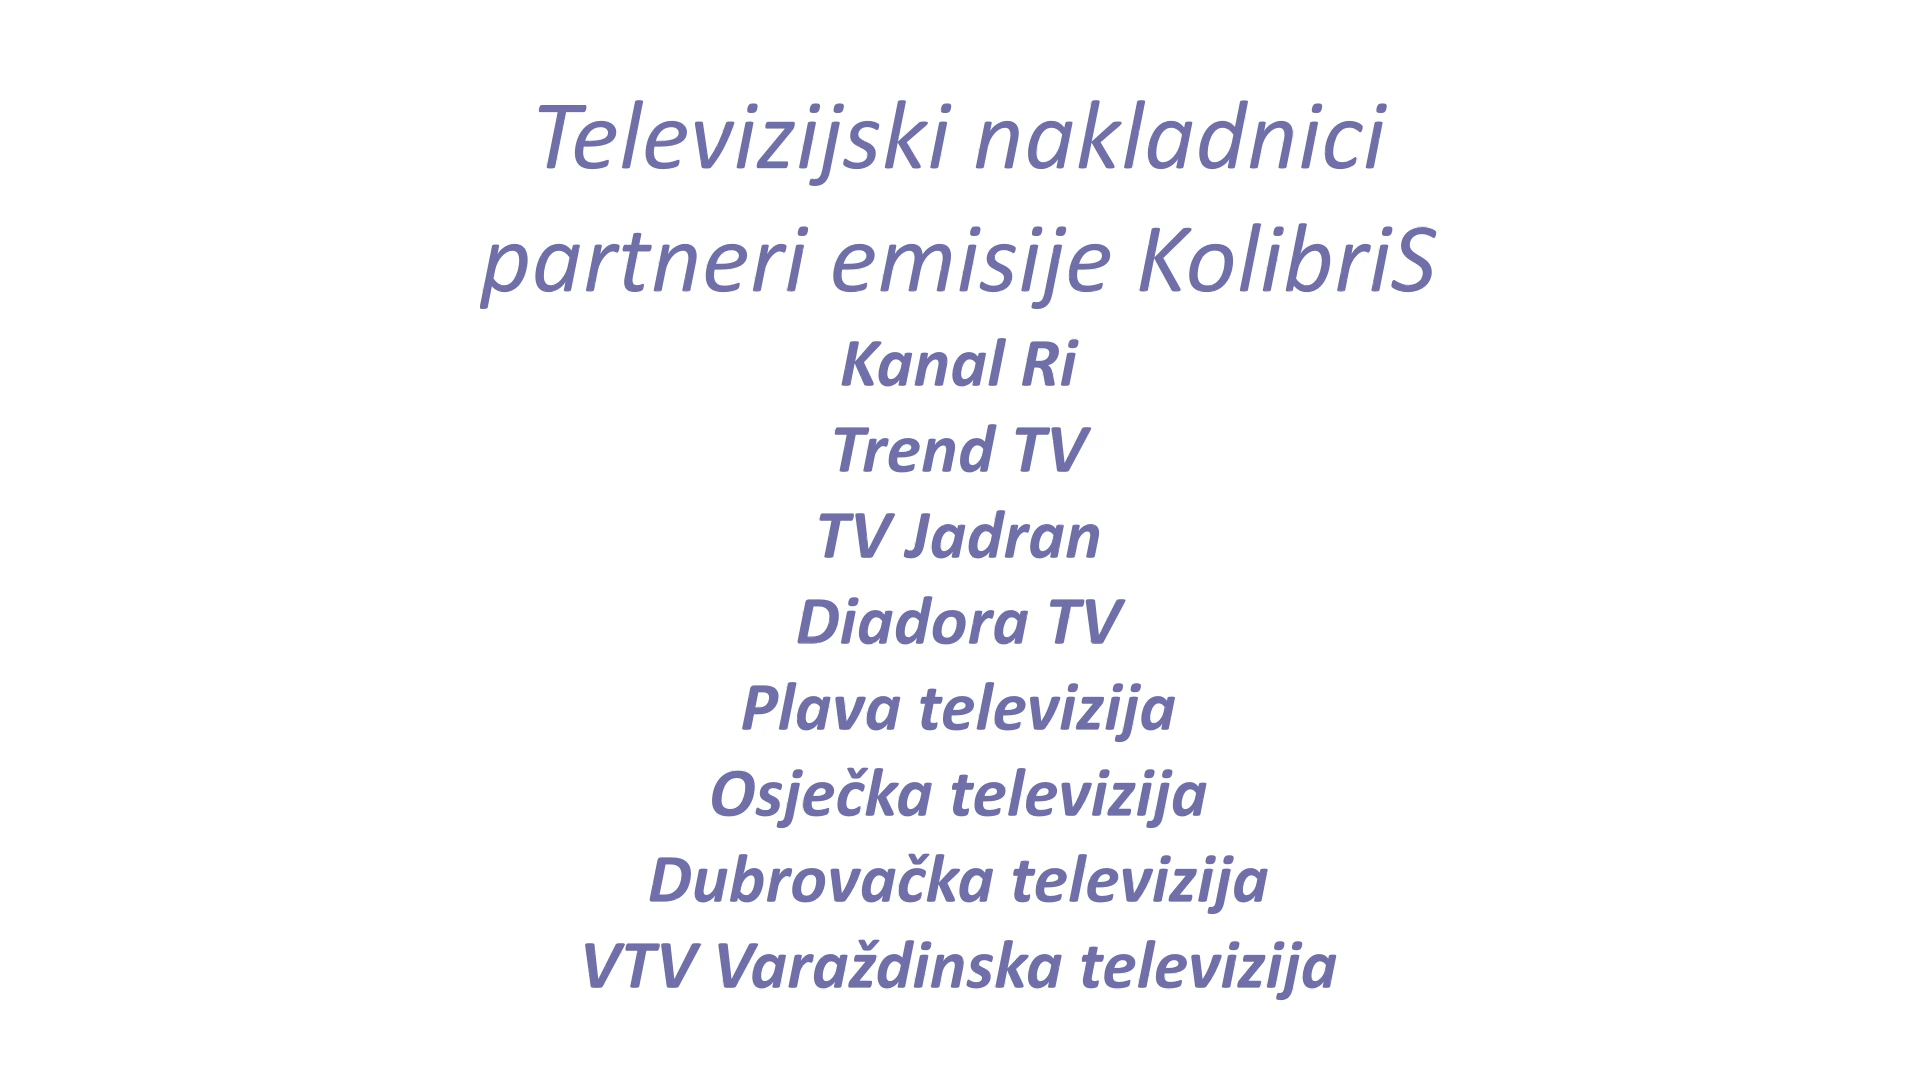 Televizijski nakladnici
partneri emisije KolibriS
Kanal Ri
Trend TV
TV Jadran
Diadora TV
Plava televizija
Osječka televizija
Dubrovačka televizija
VTV Varaždinska televizija